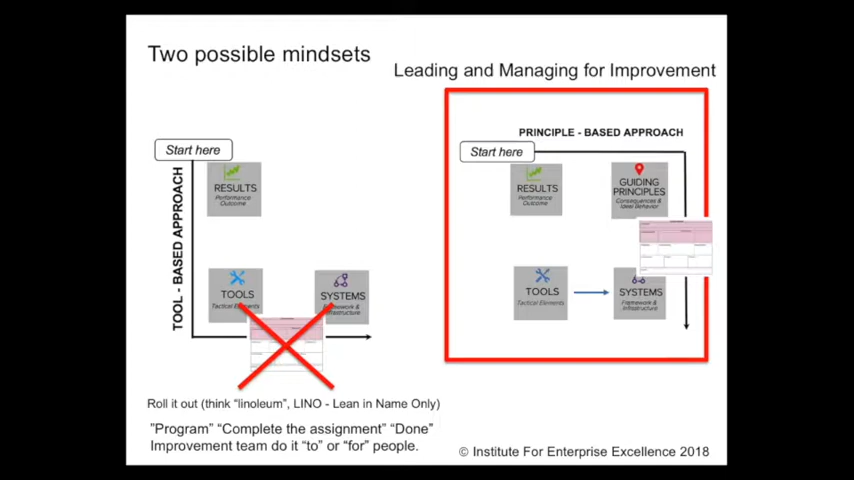 Two possible mindsets
Leading and Managing for Improvement
Start here
TOOL - BASED APPROACH
RESULTS
Performance
Outcome
TOOLS
Tactical Elements
SYSTEMS
Framework &
Infrastructure
Roll it out (think “linoleum”, LINO - Lean in Name Only)
”Program” “Complete the assignment” “Done”
Improvement team do it “to” or “for” people.
PRINCIPLE - BASED APPROACH
Start here
RESULTS
Performance
Outcome
GUIDING
PRINCIPLES
Consequences &
Ideal Behavior
TOOLS
Tactical Elements
SYSTEMS
Framework &
Infrastructure
© Institute For Enterprise Excellence 2018